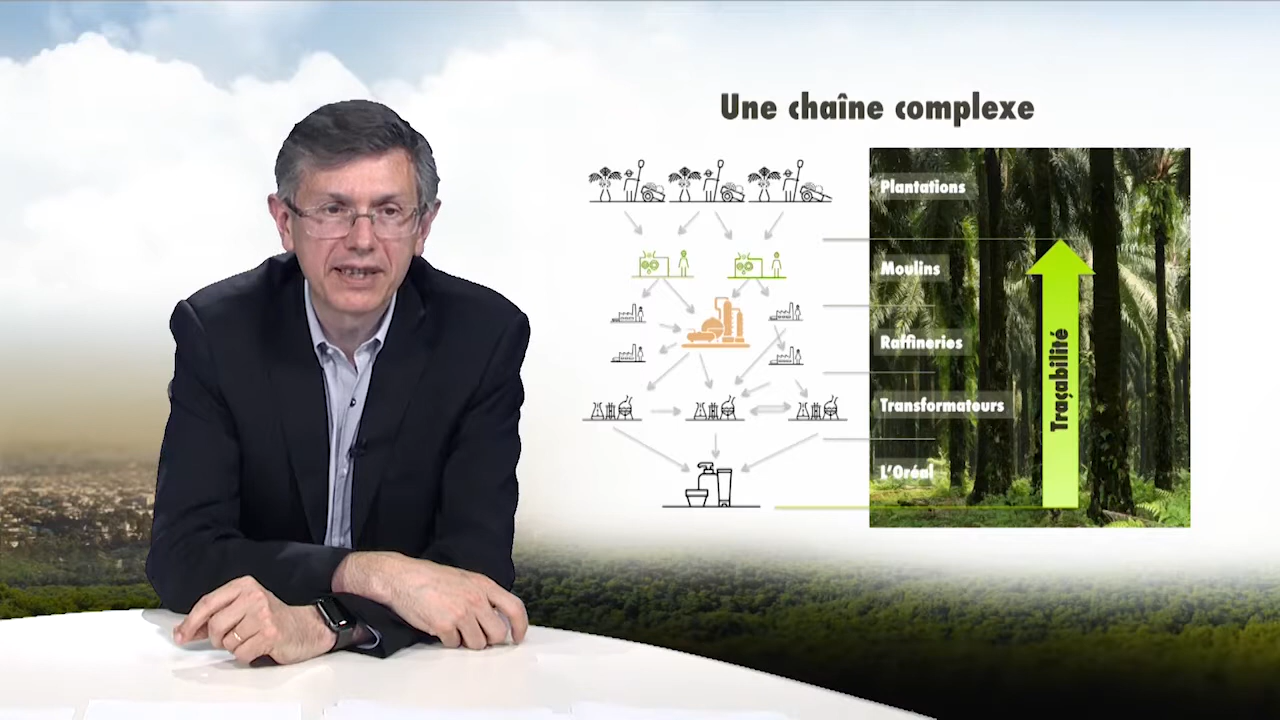 Une chaîne complexe
Plantations
Moulins
Raffineries
Transformateurs
L'Oréal
Traçabilité